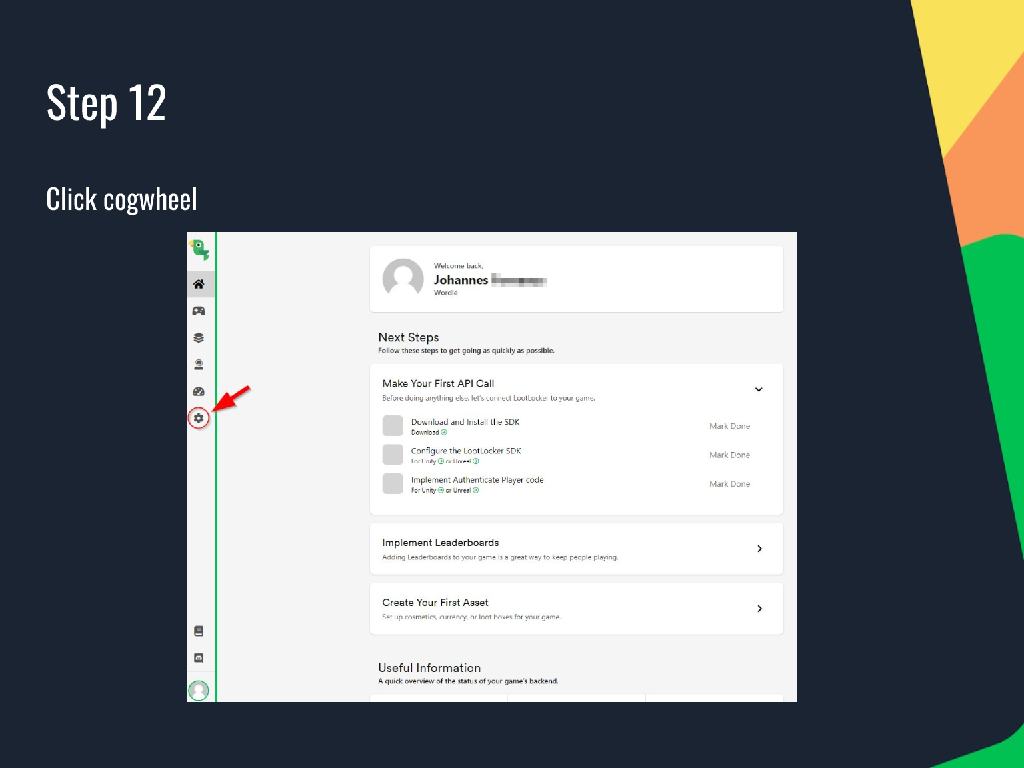 Step 12
Click cogwheel
Welcome back,
Johannes
Wordle
Next Steps
Follow these steps to get going as quickly as possible.
Make Your First API Call
Before doing anything else, let's connect LootLocker to your game.
Download and Install the SDK
Mark Done
Download
Configure the LootLocker SDK
Mark Done
For Unity or Unreal
Implement Authenticate Player code
Mark Done
For Unity or Unreal
Implement Leaderboards
Adding Leaderboards to your game is a great way to keep people playing.
Create Your First Asset
Set up cosmetics, currency, or loot boxes for your game.
Useful Information
A quick overview of the status of your game's backend.